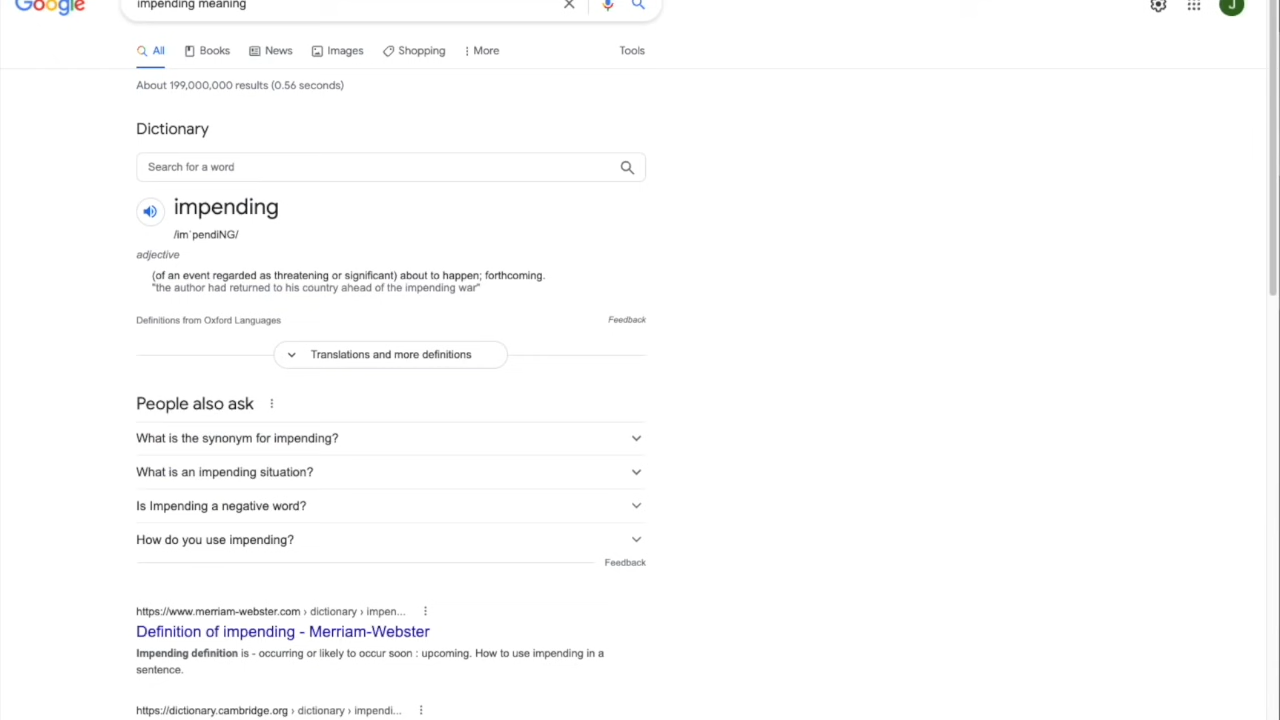 Google
impending meaning
All Books News Images Shopping More Tools
About 199,000,000 results (0.56 seconds)
Dictionary
Search for a word
impending
/imˈpendiNG/
adjective
(of an event regarded as threatening or significant) about to happen; forthcoming.
"the author had returned to his country ahead of the impending war"
Definitions from Oxford Languages Feedback
Translations and more definitions
People also ask
What is the synonym for impending?
What is an impending situation?
Is Impending a negative word?
How do you use impending?
Feedback
https://www.merriam-webster.com › dictionary › impen...
Definition of impending - Merriam-Webster
Impending definition is - occurring or likely to occur soon : upcoming. How to use impending in a
sentence.
https://dictionary.cambridge.org › dictionary › impendi...
J